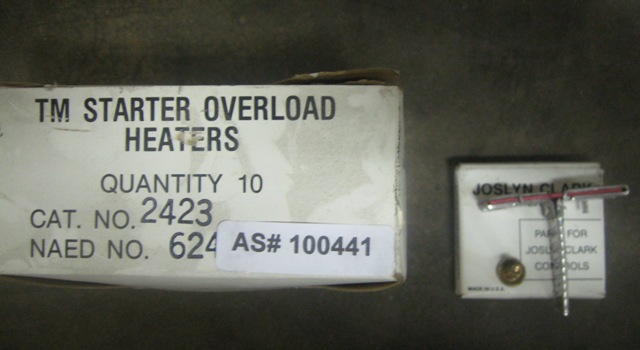 TM STARTER OVERLOAD
HEATERS
QUANTITY 10
CAT. NO. 2423
NAED NO. 624
AS# 100441
JOSLYN CLARK
FOR
JOSLYN CLARK
CONTROLS
MADE IN U.S.A.